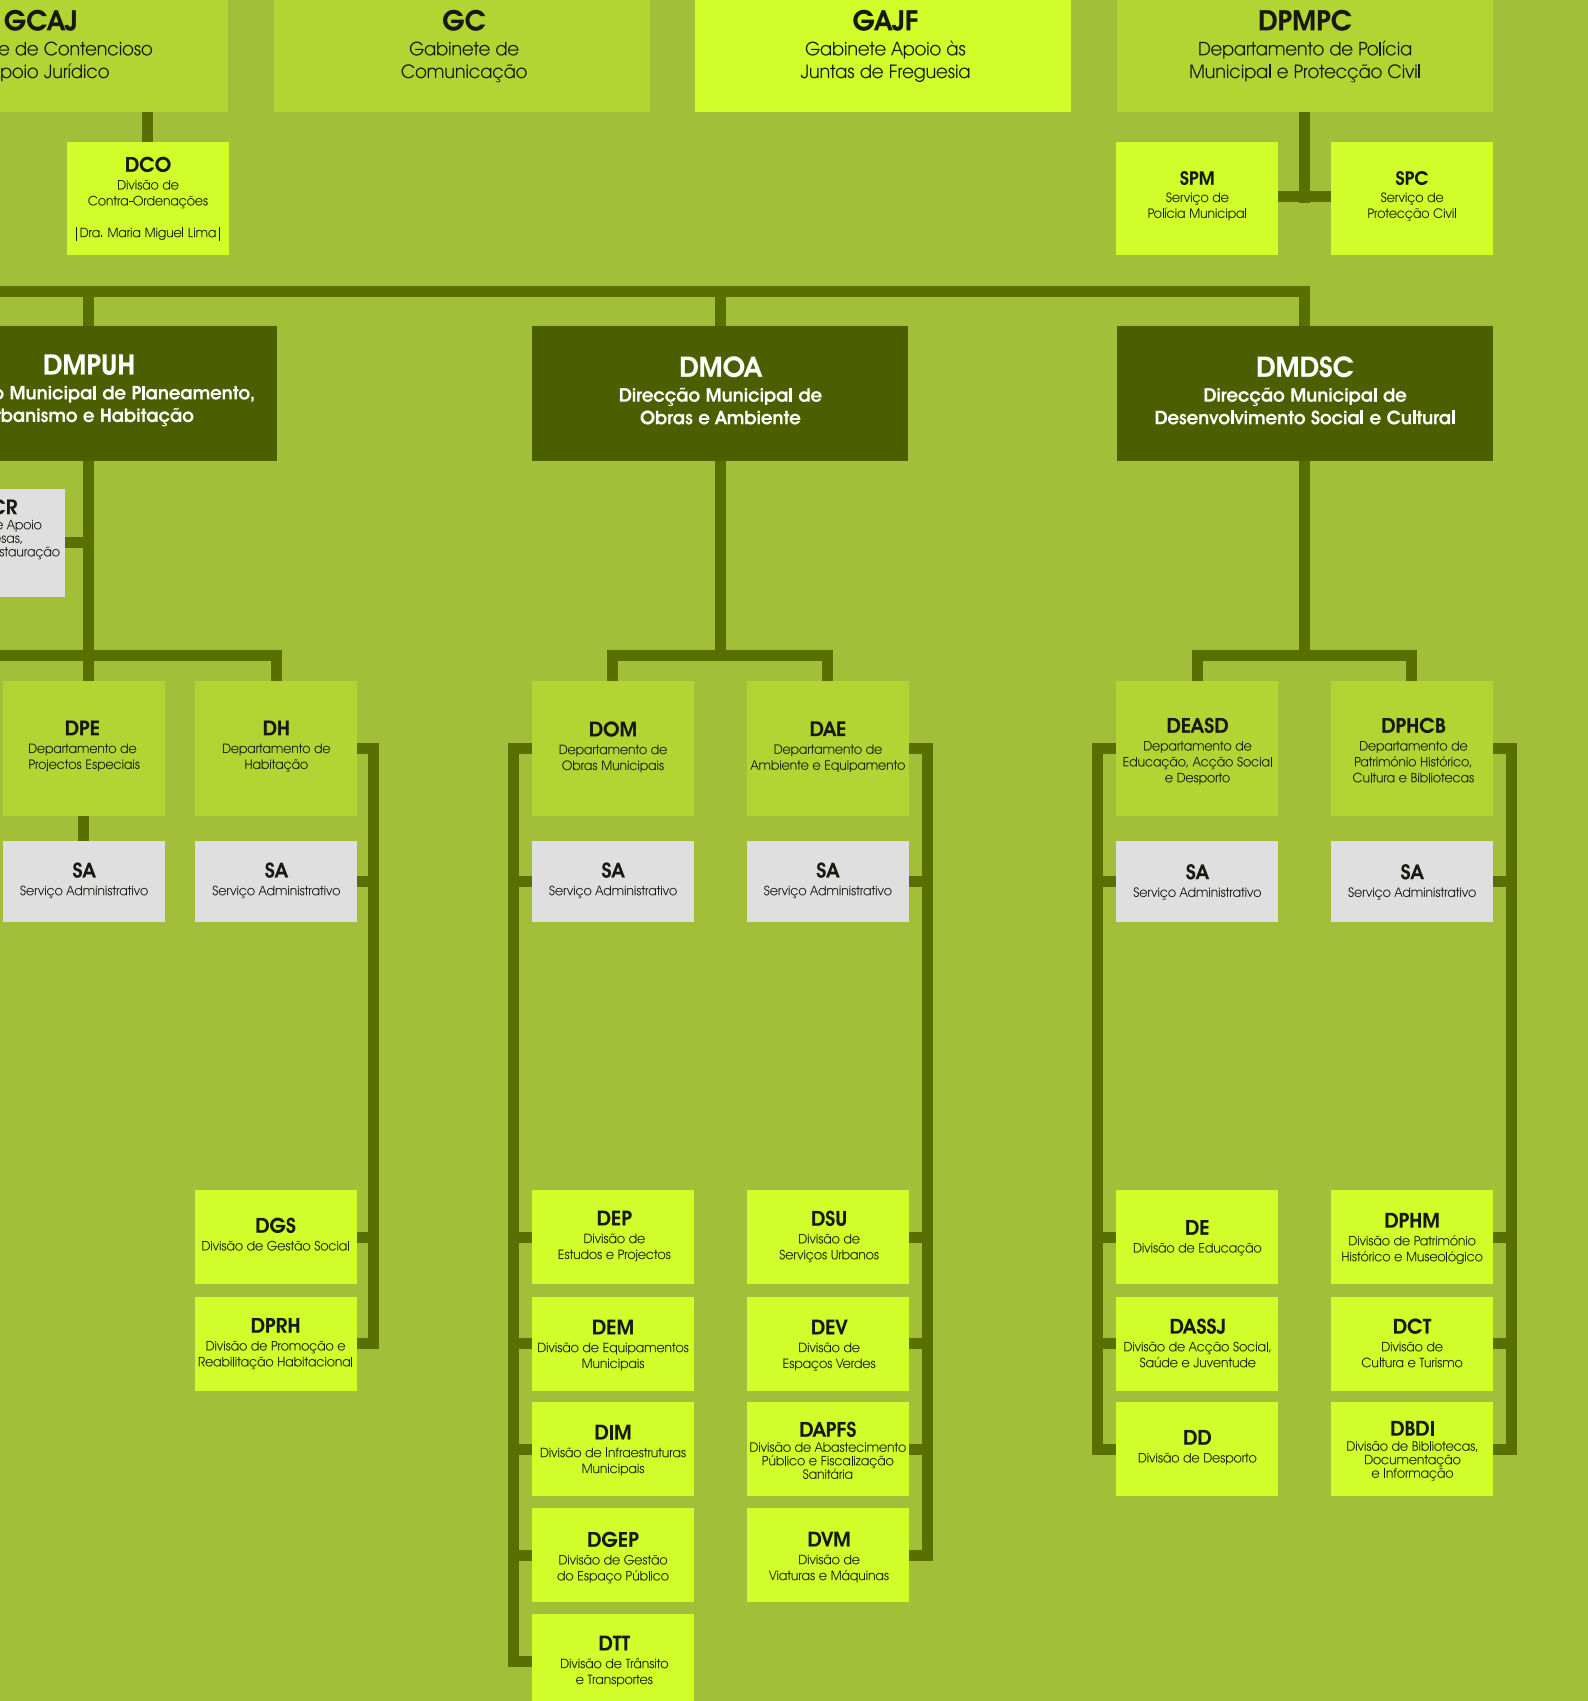 GCAJ
e de Contencioso
poio Jurídico
GC
Gabinete de
Comunicação
GAJF
Gabinete Apoio às
Juntas de Freguesia
DPMPC
Departamento de Polícia
Municipal e Protecção Civil
DCO
Divisão de
Contra-Ordenações
|Dra. Maria Miguel Lima|
SPM
Serviço de
Polícia Municipal
SPC
Serviço de
Protecção Civil
DMPUH
o Municipal de Planeamento,
rbanismo e Habitação
DMOA
Direcção Municipal de
Obras e Ambiente
DMDSC
Direcção Municipal de
Desenvolvimento Social e Cultural
CR
e Apoio
sas,
stauração
DPE
Departamento de
Projectos Especiais
DH
Departamento de
Habitação
DOM
Departamento de
Obras Municipais
DAE
Departamento de
Ambiente e Equipamento
DEASD
Departamento de
Educação, Acção Social
e Desporto
DPHCB
Departamento de
Património Histórico,
Cultura e Bibliotecas
SA
Serviço Administrativo
SA
Serviço Administrativo
SA
Serviço Administrativo
SA
Serviço Administrativo
SA
Serviço Administrativo
SA
Serviço Administrativo
DGS
Divisão de Gestão Social
DEP
Divisão de
Estudos e Projectos
DSU
Divisão de
Serviços Urbanos
DE
Divisão de Educação
DPHM
Divisão de Património
Histórico e Museológico
DPRH
Divisão de Promoção e
Reabilitação Habitacional
DEM
Divisão de Equipamentos
Municipais
DEV
Divisão de
Espaços Verdes
DASSJ
Divisão de Acção Social,
Saúde e Juventude
DCT
Divisão de
Cultura e Turismo
DIM
Divisão de Infraestruturas
Municipais
DAPFS
Divisão de Abastecimento
Público e Fiscalização
Sanitária
DD
Divisão de Desporto
DBDI
Divisão de Bibliotecas,
Documentação
e Informação
DGEP
Divisão de Gestão
do Espaço Público
DVM
Divisão de
Viaturas e Máquinas
DTT
Divisão de Trânsito
e Transportes